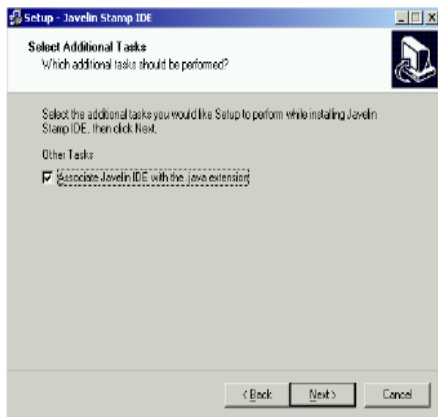 Setup - Javelin Stamp IDE
Select Additional Tasks
Which additional tasks should be performed?
Select the additional tasks you would like Setup to perform while installing Javelin
Stamp IDE, then click Next.
Other Tasks
Associate Javelin IDE with the .java extension
< Back
Next >
Cancel